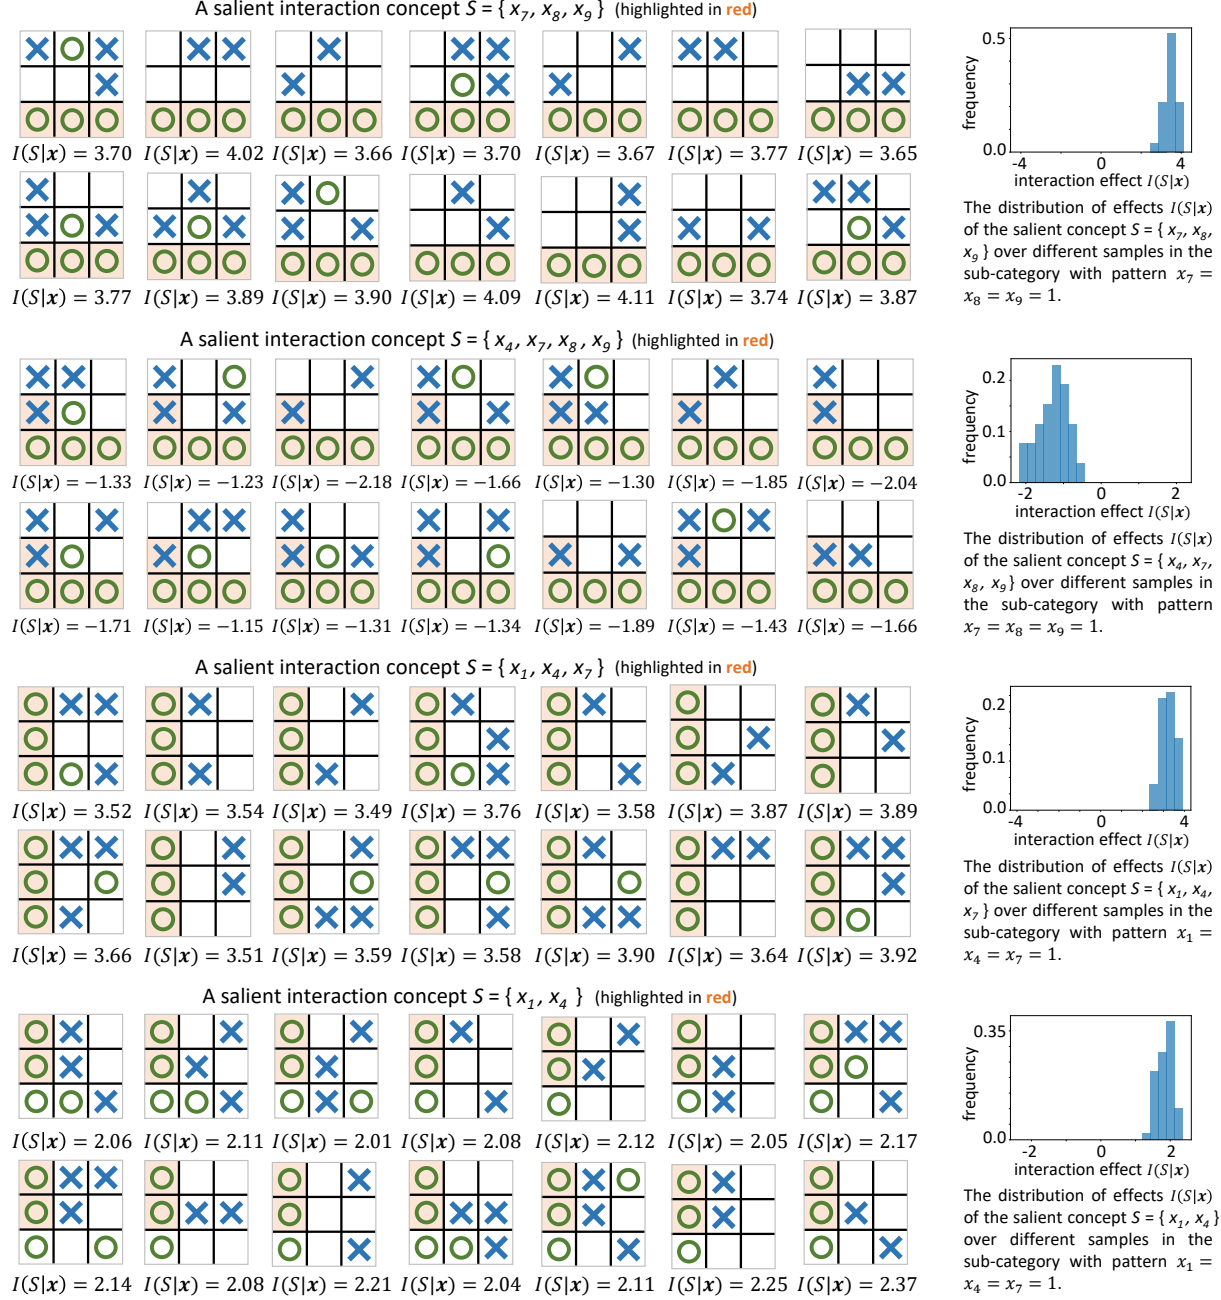 A salient interaction concept S = { x₇, x₈, x₉ } (highlighted in red)
I(S|x) = 3.70 I(S|x) = 4.02 I(S|x) = 3.66 I(S|x) = 3.70 I(S|x) = 3.67 I(S|x) = 3.77 I(S|x) = 3.65
I(S|x) = 3.77 I(S|x) = 3.89 I(S|x) = 3.90 I(S|x) = 4.09 I(S|x) = 4.11 I(S|x) = 3.74 I(S|x) = 3.87
frequency
0.5
0.0
-4 0 4
interaction effect I(S|x)
The distribution of effects I(S|x)
of the salient concept S = { x₇, x₈,
x₉ } over different samples in the
sub-category with pattern x₇ =
x₈ = x₉ = 1.
A salient interaction concept S = { x₄, x₇, x₈, x₉ } (highlighted in red)
I(S|x) = −1.33 I(S|x) = −1.23 I(S|x) = −2.18 I(S|x) = −1.66 I(S|x) = −1.30 I(S|x) = −1.85 I(S|x) = −2.04
I(S|x) = −1.71 I(S|x) = −1.15 I(S|x) = −1.31 I(S|x) = −1.34 I(S|x) = −1.89 I(S|x) = −1.43 I(S|x) = −1.66
frequency
0.2
0.1
0.0
-2 0 2
interaction effect I(S|x)
The distribution of effects I(S|x)
of the salient concept S = { x₄, x₇,
x₈, x₉ } over different samples in
the sub-category with pattern
x₇ = x₈ = x₉ = 1.
A salient interaction concept S = { x₁, x₄, x₇ } (highlighted in red)
I(S|x) = 3.52 I(S|x) = 3.54 I(S|x) = 3.49 I(S|x) = 3.76 I(S|x) = 3.58 I(S|x) = 3.87 I(S|x) = 3.89
I(S|x) = 3.66 I(S|x) = 3.51 I(S|x) = 3.59 I(S|x) = 3.58 I(S|x) = 3.90 I(S|x) = 3.64 I(S|x) = 3.92
frequency
0.2
0.1
0.0
-4 0 4
interaction effect I(S|x)
The distribution of effects I(S|x)
of the salient concept S = { x₁, x₄,
x₇ } over different samples in the
sub-category with pattern x₁ =
x₄ = x₇ = 1.
A salient interaction concept S = { x₁, x₄ } (highlighted in red)
I(S|x) = 2.06 I(S|x) = 2.11 I(S|x) = 2.01 I(S|x) = 2.08 I(S|x) = 2.12 I(S|x) = 2.05 I(S|x) = 2.17
I(S|x) = 2.14 I(S|x) = 2.08 I(S|x) = 2.21 I(S|x) = 2.04 I(S|x) = 2.11 I(S|x) = 2.25 I(S|x) = 2.37
frequency
0.35
0.0
-2 0 2
interaction effect I(S|x)
The distribution of effects I(S|x)
of the salient concept S = { x₁, x₄ }
over different samples in the
sub-category with pattern x₁ =
x₄ = x₇ = 1.